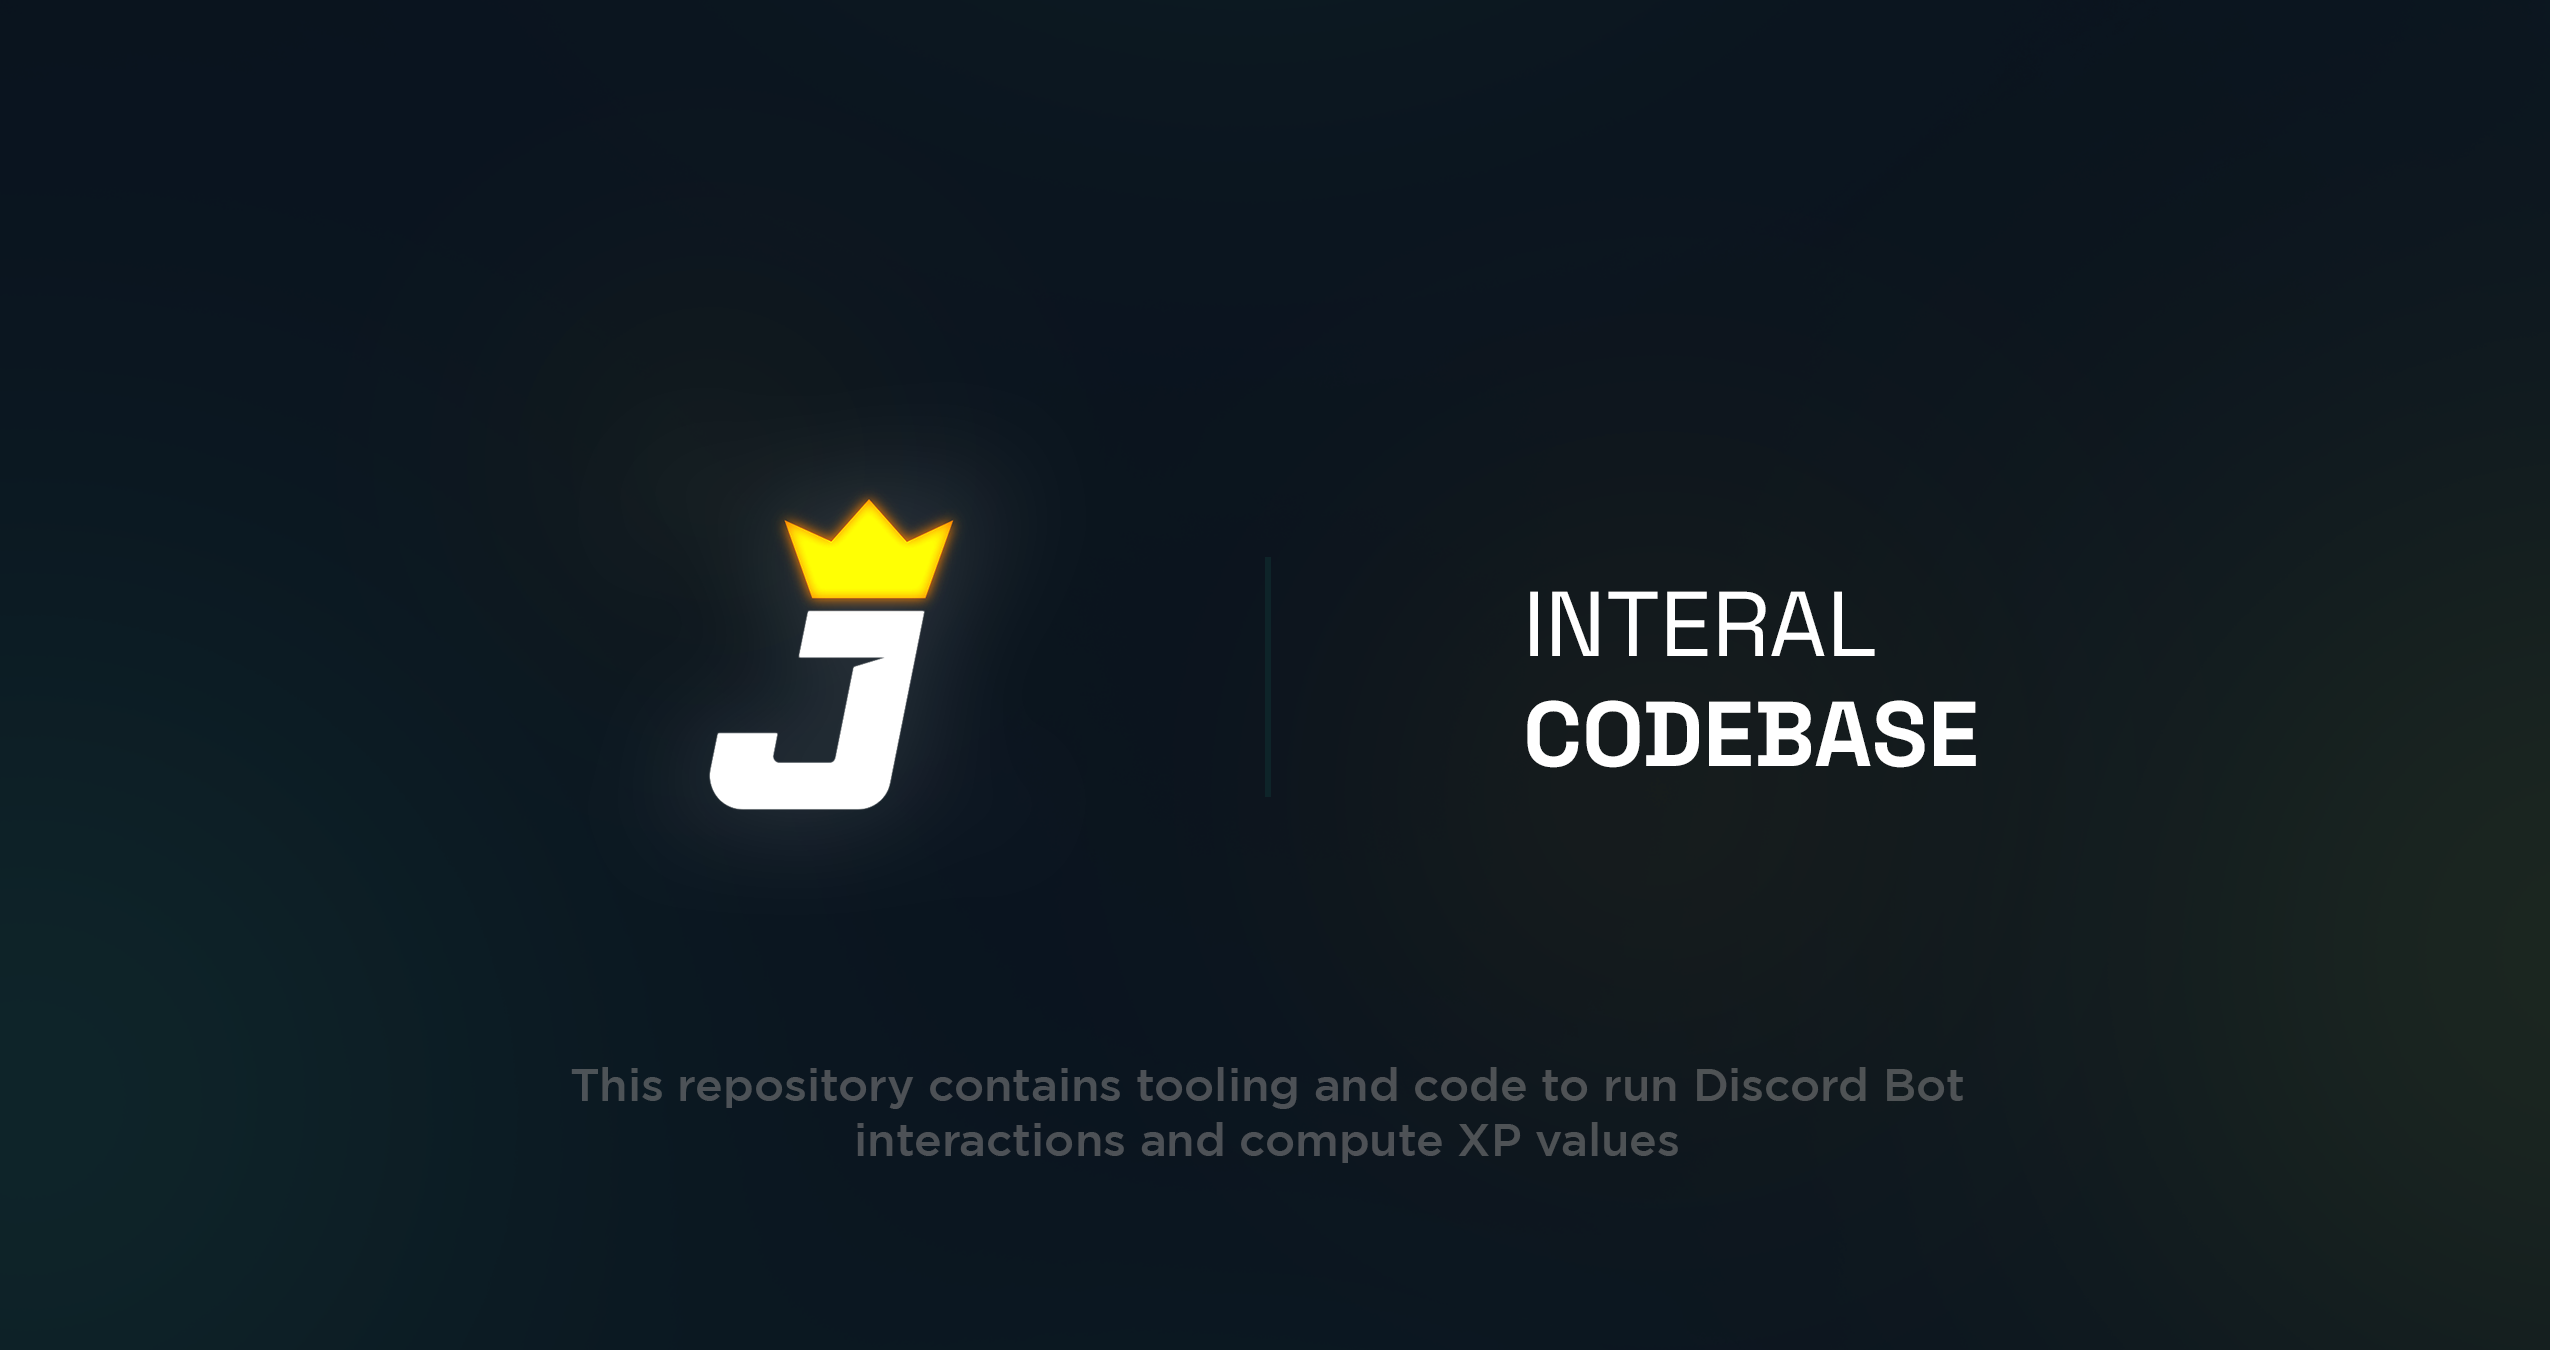 J
INTERAL
CODEBASE
This repository contains tooling and code to run Discord Bot
interactions and compute XP values